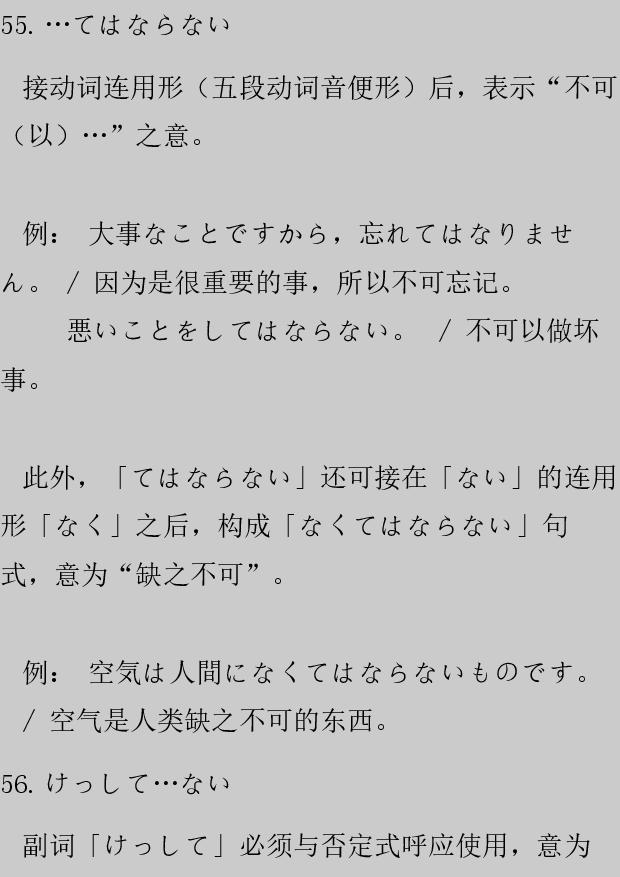 55. …てはならない
接动词连用形（五段动词音便形）后，表示“不可
（以）…”之意。
例： 大事なことですから，忘れてはなりませ
ん。 / 因为是很重要的事，所以不可忘记。
悪いことをしてはならない。 / 不可以做坏
事。
此外，「てはならない」还可接在「ない」的连用
形「なく」之后，构成「なくてはならない」句
式，意为“缺之不可”。
例： 空気は人間になくてはならないものです。
/ 空气是人类缺之不可的东西。
56. けっして…ない
副词「けっして」必须与否定式呼应使用，意为